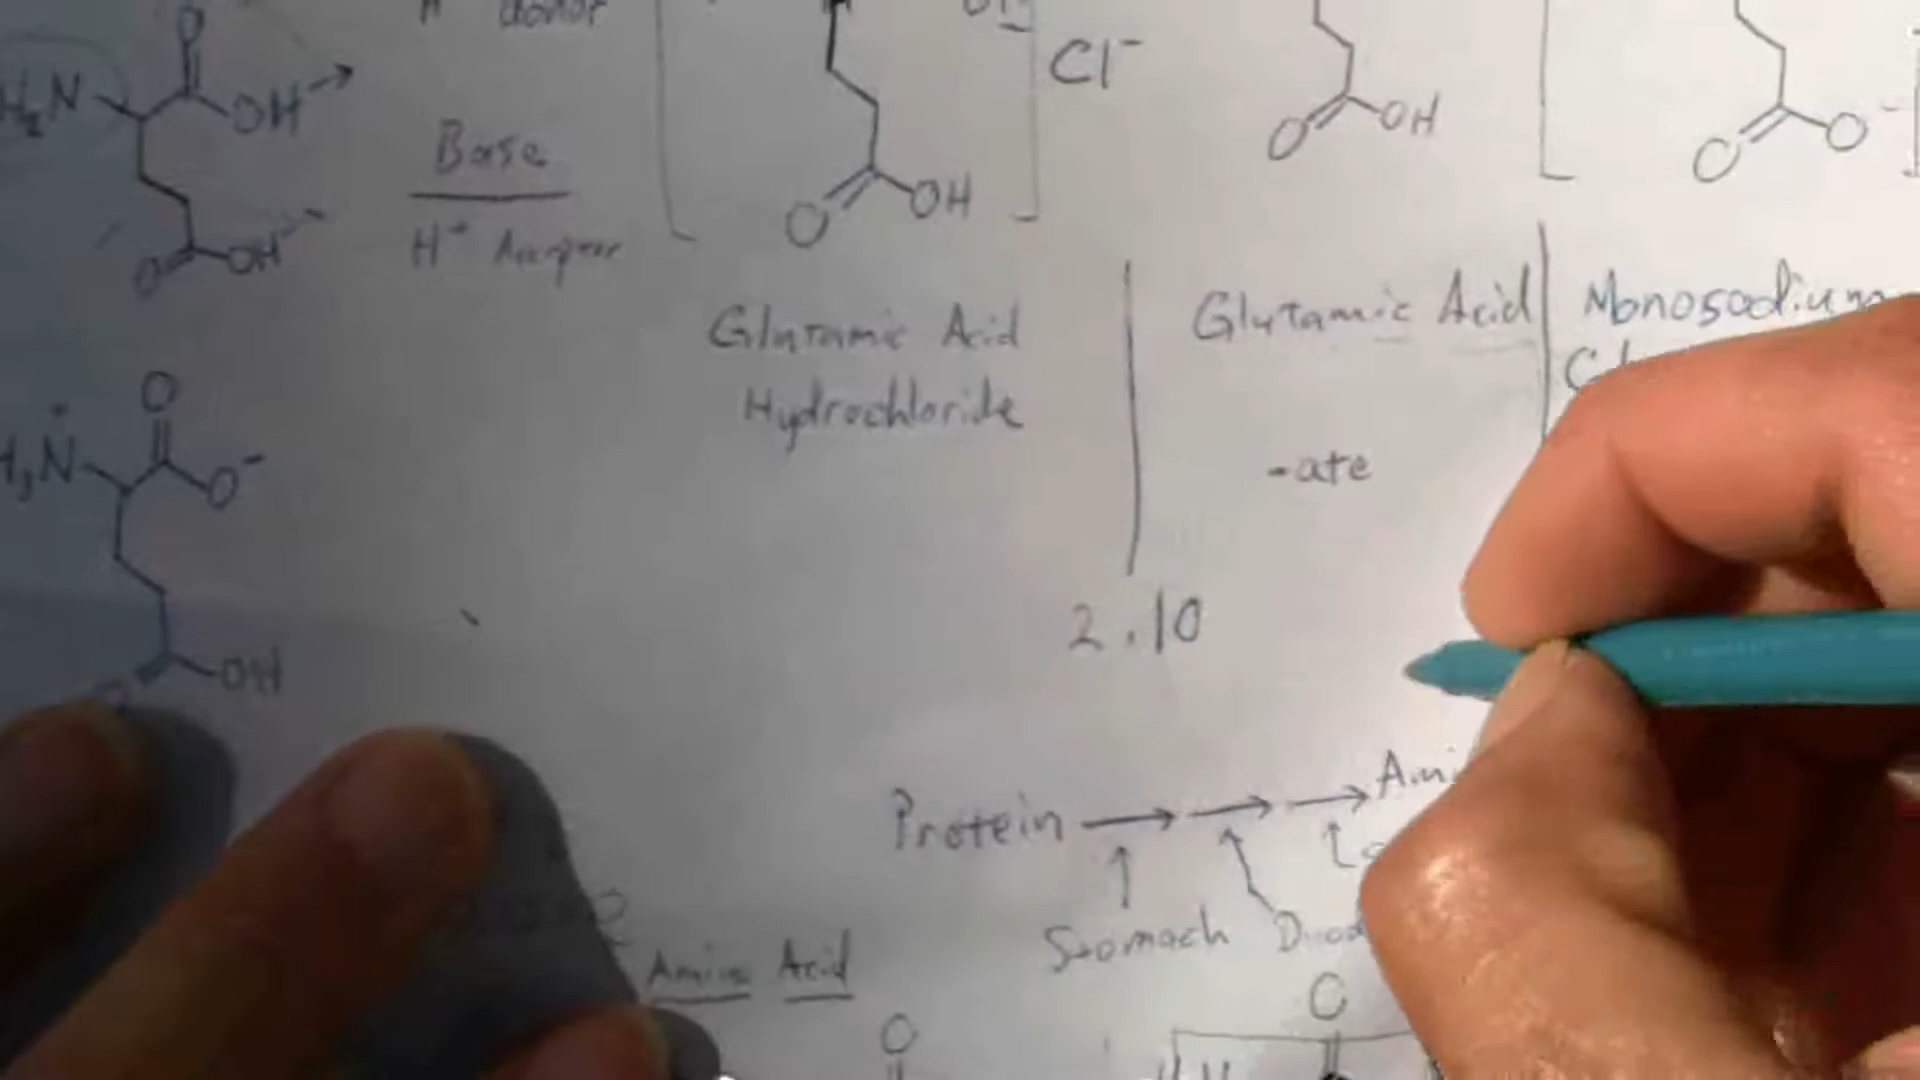 donor
Cl⁻
O
H₂N
OH
Base
H⁺ Acceptor
O OH
O OH
O OH
O O⁻
Glutamic Acid
Hydrochloride
Glutamic Acid
Monosodium
-ate
O
H₃N⁺
O⁻
OH
2.10
Protein
Stomach
Amino Acid
O
O